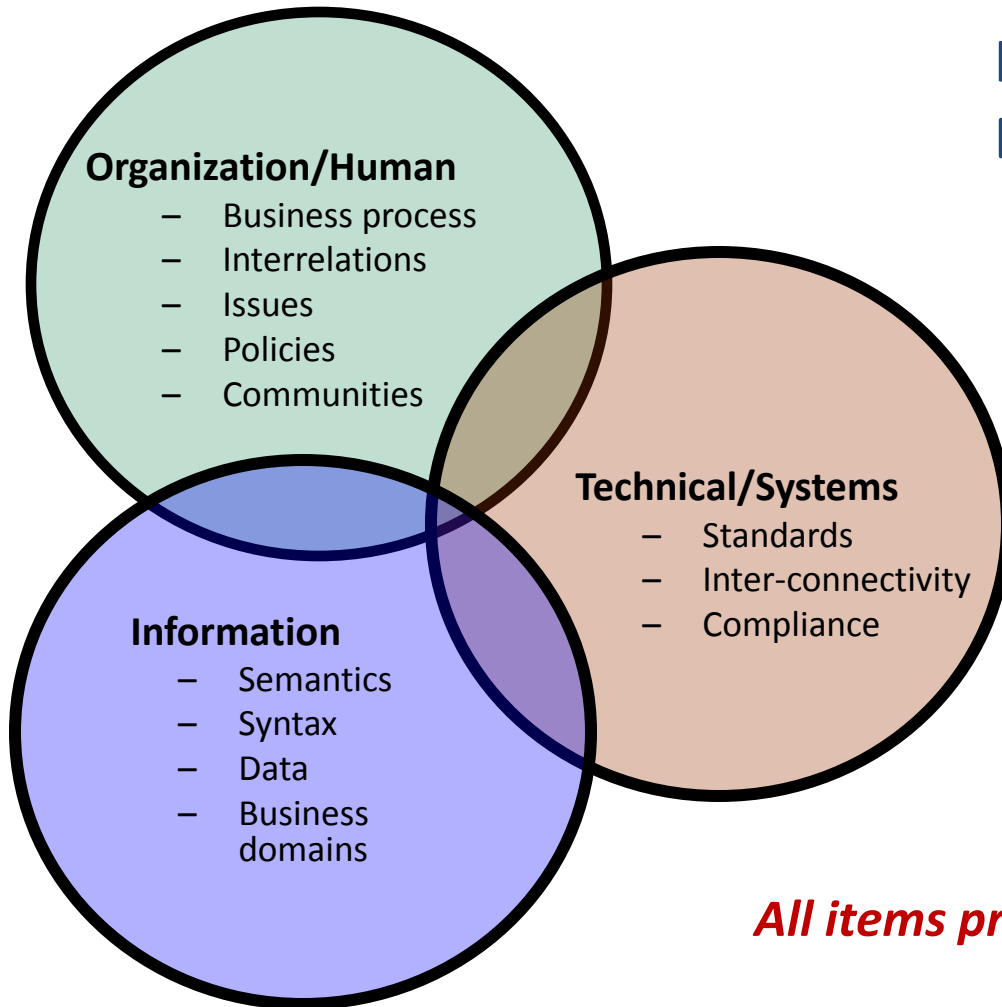 Organization/Human
– Business process
– Interrelations
– Issues
– Policies
– Communities
Technical/Systems
– Standards
– Inter-connectivity
– Compliance
Information
– Semantics
– Syntax
– Data
– Business
domains
All items pr